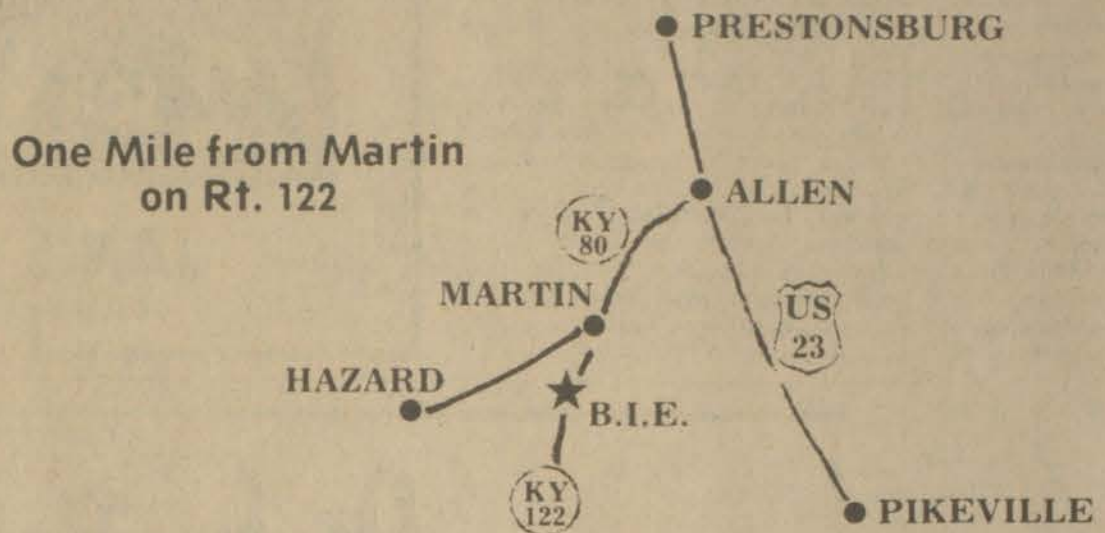 PRESTONSBURG
One Mile from Martin
on Rt. 122
ALLEN
KY
80
MARTIN
US
23
HAZARD
B.I.E.
KY
122
PIKEVILLE